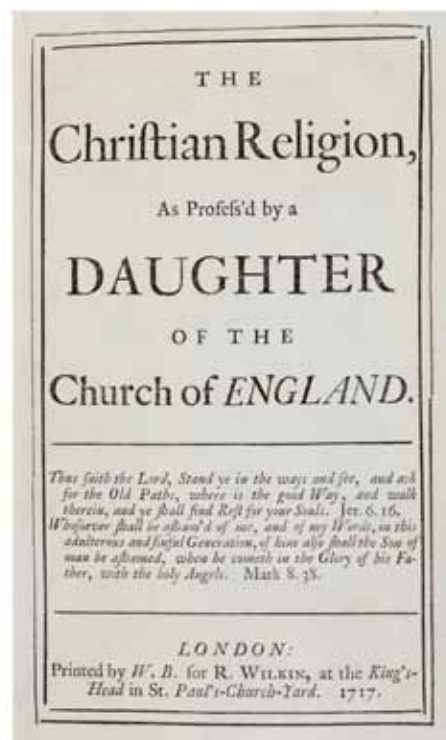 THE
Chriſtian Religion,
As Profeſs'd by a
DAUGHTER
OF THE
Church of ENGLAND.
Thus ſaith the Lord, Stand ye in the ways and ſee, and ask
for the Old Paths, where is the good Way, and walk
therein, and ye ſhall find Reſt for your Souls. Jer. 6. 16.
Whoſoever ſhall be aſham'd of me, and of my Words, in this
adulterous and ſinful Generation, of him alſo ſhall the Son of
man be aſhamed, when he cometh in the Glory of his Fa-
ther, with the holy Angels. Mark 8. 38.
LONDON:
Printed by W. B. for R. WILKIN, at the King's-
Head in St. Paul's-Church-Yard. 1717.